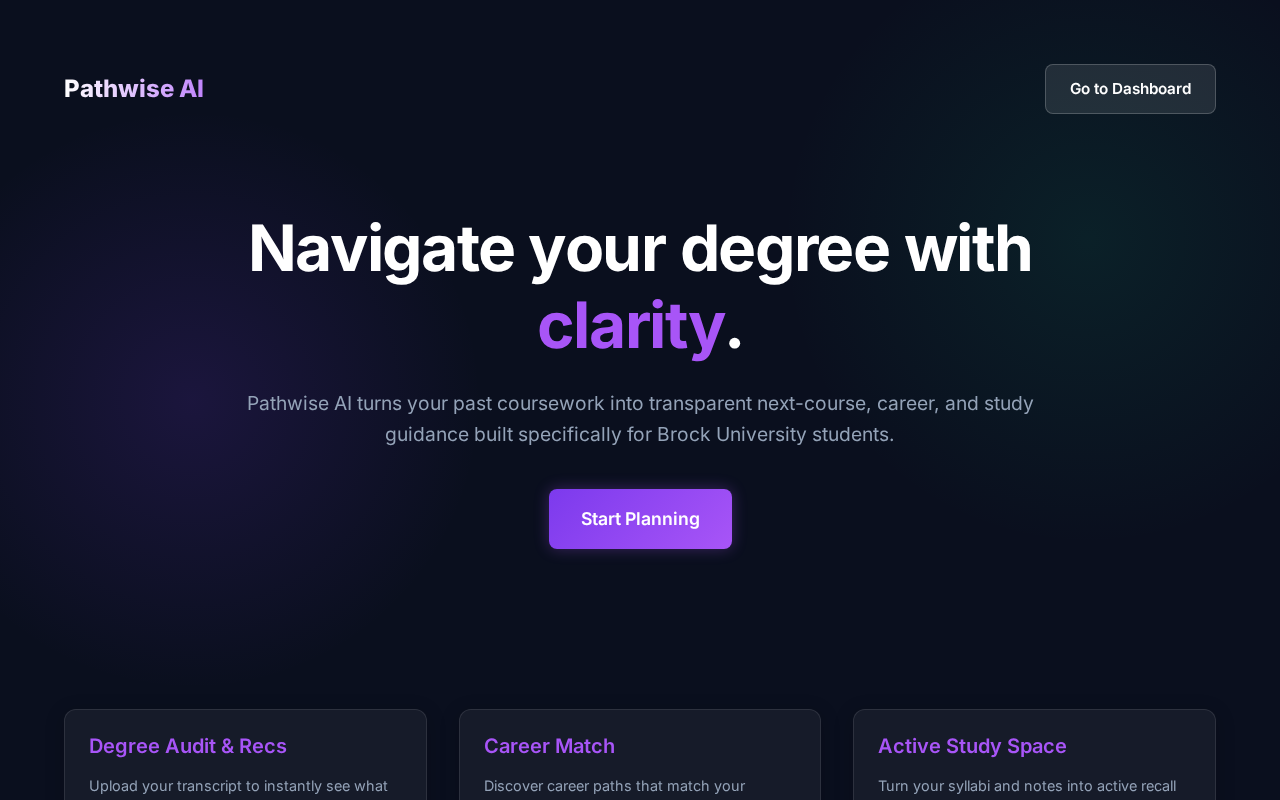 Pathwise AI
Go to Dashboard
Navigate your degree with
clarity.
Pathwise AI turns your past coursework into transparent next-course, career, and study
guidance built specifically for Brock University students.
Start Planning
Degree Audit & Recs
Upload your transcript to instantly see what
Career Match
Discover career paths that match your
Active Study Space
Turn your syllabi and notes into active recall